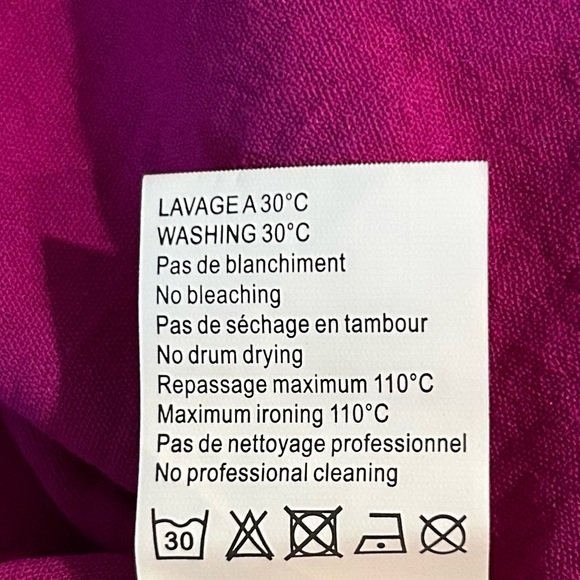 LAVAGE A 30°C
WASHING 30°C
Pas de blanchiment
No bleaching
Pas de séchage en tambour
No drum drying
Repassage maximum 110°C
Maximum ironing 110°C
Pas de nettoyage professionnel
No professional cleaning
30